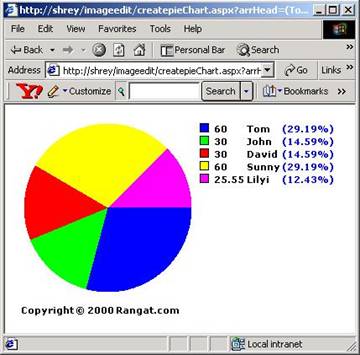 http://shrey/imageedit/createpieChart.aspx?arrHead=(To...
File Edit View Favorites Tools Help
Back Personal Bar Search
Address http://shrey/imageedit/createpieChart.aspx?arrHead Go Links »
Y! Customize Search Bookmarks »
60 Tom (29.19%)
30 John (14.59%)
30 David (14.59%)
60 Sunny (29.19%)
25.55 Lilyi (12.43%)
Copyright © 2000 Rangat.com
Local intranet